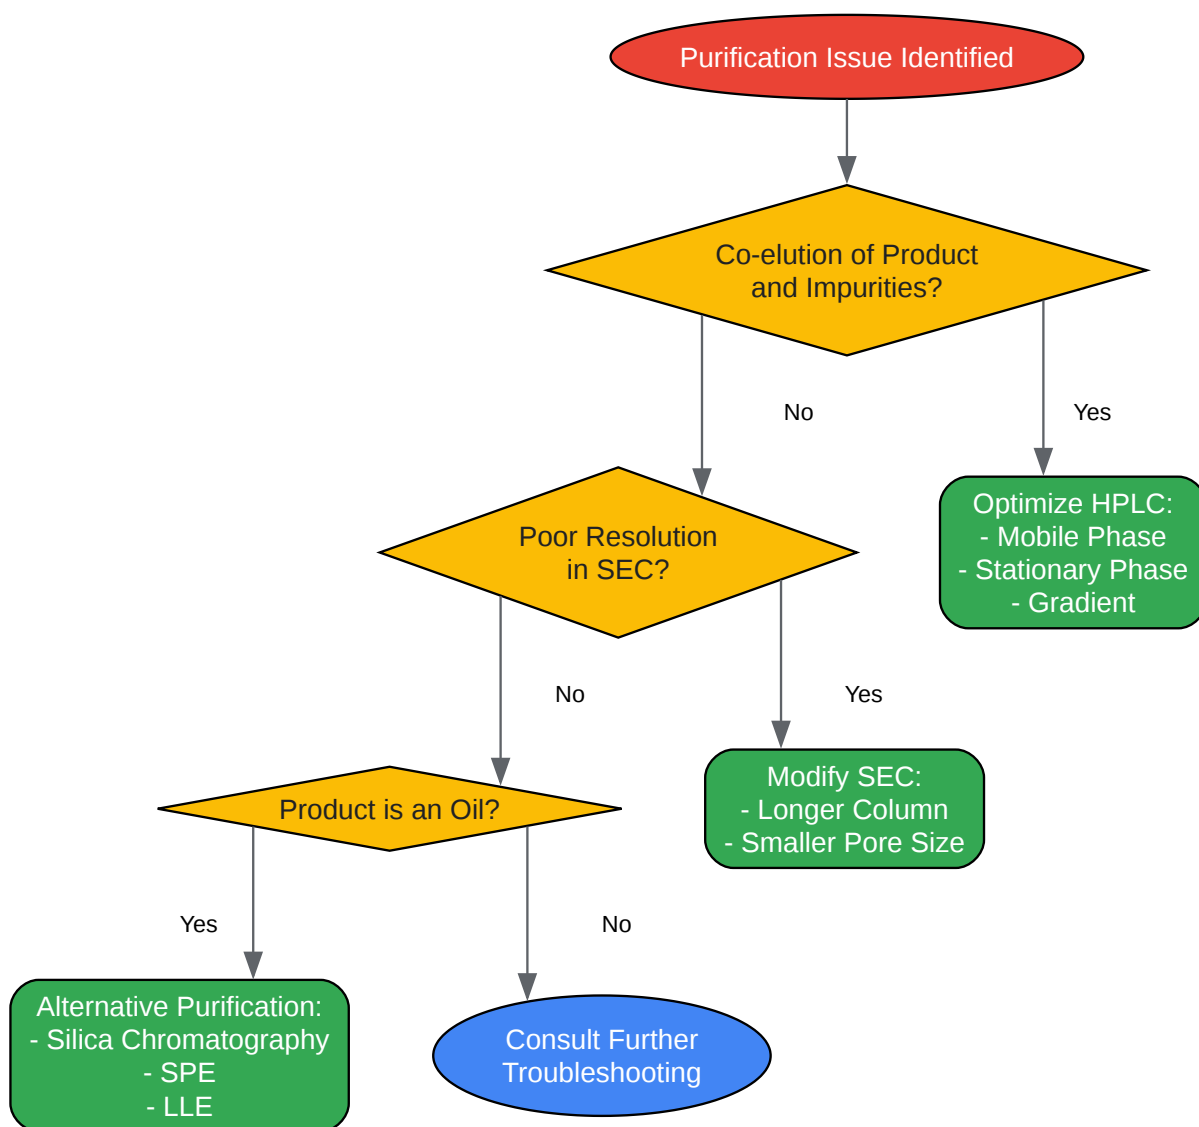 Purification Issue Identified
Co-elution of Product
and Impurities?
No
Yes
Optimize HPLC:
- Mobile Phase
- Stationary Phase
- Gradient
Poor Resolution
in SEC?
No
Yes
Modify SEC:
- Longer Column
- Smaller Pore Size
Product is an Oil?
Yes
No
Alternative Purification:
- Silica Chromatography
- SPE
- LLE
Consult Further
Troubleshooting